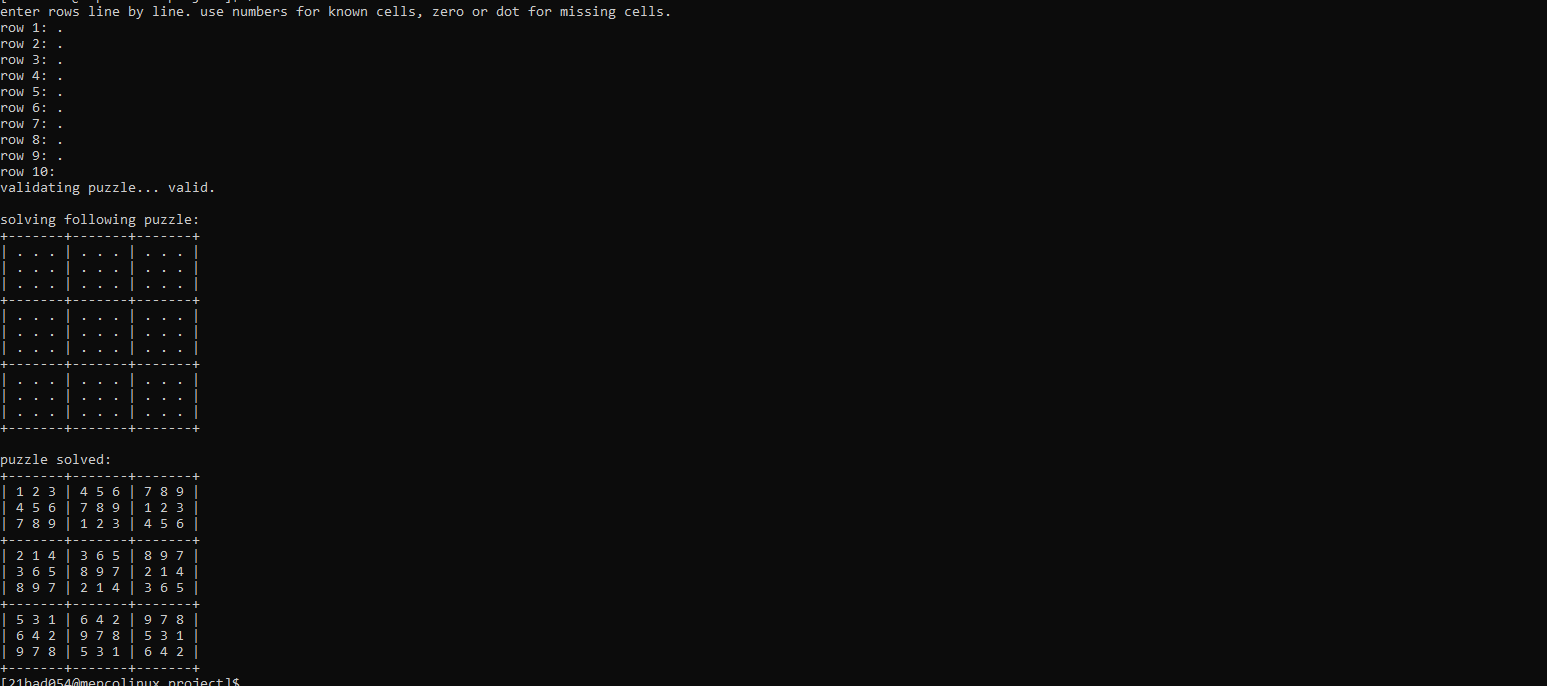 enter rows line by line. use numbers for known cells, zero or dot for missing cells.
row 1: .
row 2: .
row 3: .
row 4: .
row 5: .
row 6: .
row 7: .
row 8: .
row 9: .
row 10:
validating puzzle... valid.
solving following puzzle:
+-------+-------+-------+
| . . . | . . . | . . . |
| . . . | . . . | . . . |
| . . . | . . . | . . . |
+-------+-------+-------+
| . . . | . . . | . . . |
| . . . | . . . | . . . |
| . . . | . . . | . . . |
+-------+-------+-------+
| . . . | . . . | . . . |
| . . . | . . . | . . . |
| . . . | . . . | . . . |
+-------+-------+-------+
puzzle solved:
+-------+-------+-------+
| 1 2 3 | 4 5 6 | 7 8 9 |
| 4 5 6 | 7 8 9 | 1 2 3 |
| 7 8 9 | 1 2 3 | 4 5 6 |
+-------+-------+-------+
| 2 1 4 | 3 6 5 | 8 9 7 |
| 3 6 5 | 8 9 7 | 2 1 4 |
| 8 9 7 | 2 1 4 | 3 6 5 |
+-------+-------+-------+
| 5 3 1 | 6 4 2 | 9 7 8 |
| 6 4 2 | 9 7 8 | 5 3 1 |
| 9 7 8 | 5 3 1 | 6 4 2 |
+-------+-------+-------+
[21bad054@mepcolinux project]$